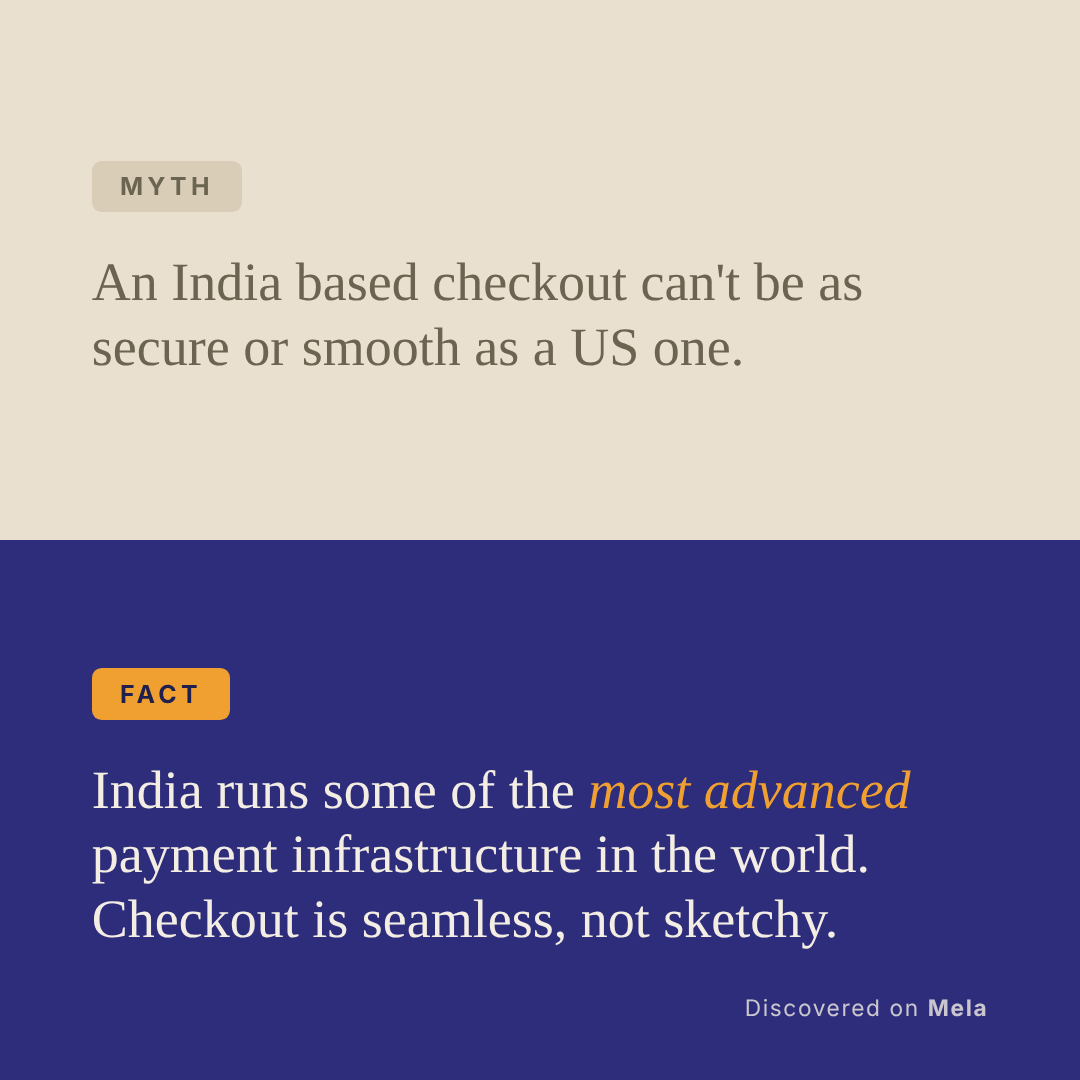 MYTH
An India based checkout can't be as
secure or smooth as a US one.
FACT
India runs some of the most advanced
payment infrastructure in the world.
Checkout is seamless, not sketchy.
Discovered on Mela